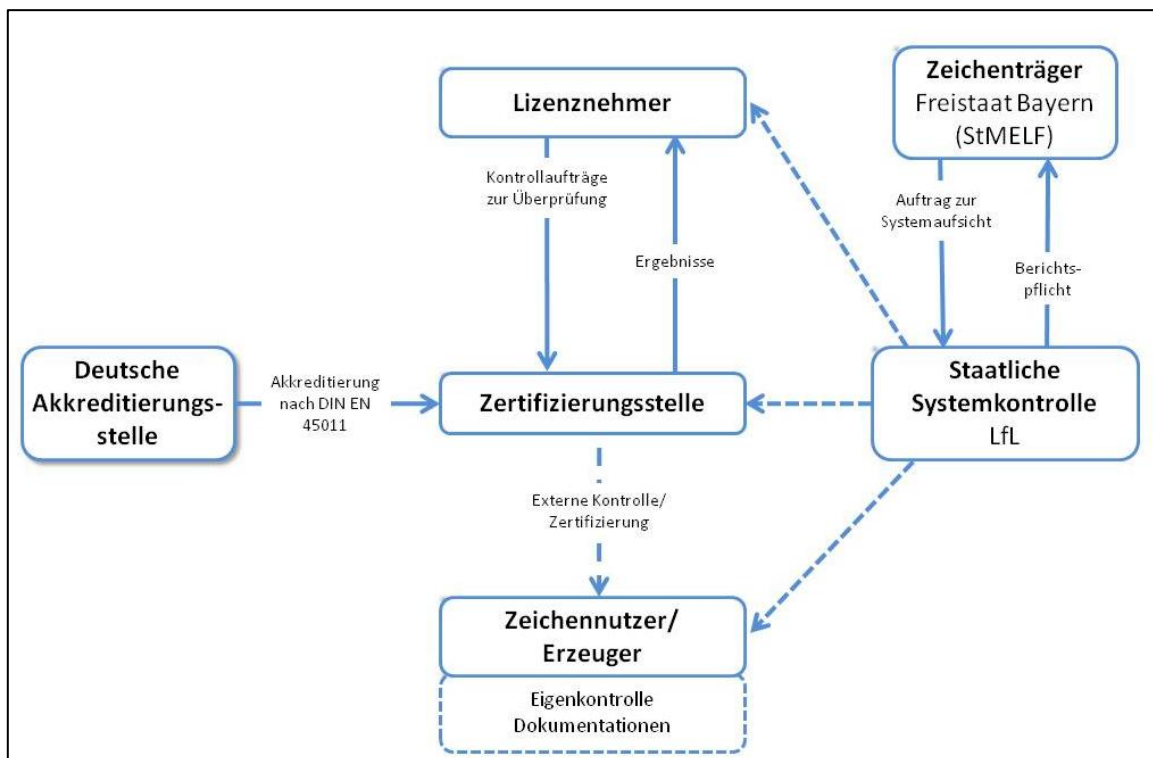 Lizenznehmer
Zeichenträger
Freistaat Bayern
(StMELF)
Kontrollaufträge
zur Überprüfung
Ergebnisse
Auftrag zur
Systemaufsicht
Berichts-
pflicht
Deutsche
Akkreditierungs-
stelle
Akkreditierung
nach DIN EN
45011
Zertifizierungsstelle
Staatliche
Systemkontrolle
LfL
Externe Kontrolle/
Zertifizierung
Zeichennutzer/
Erzeuger
Eigenkontrolle
Dokumentationen